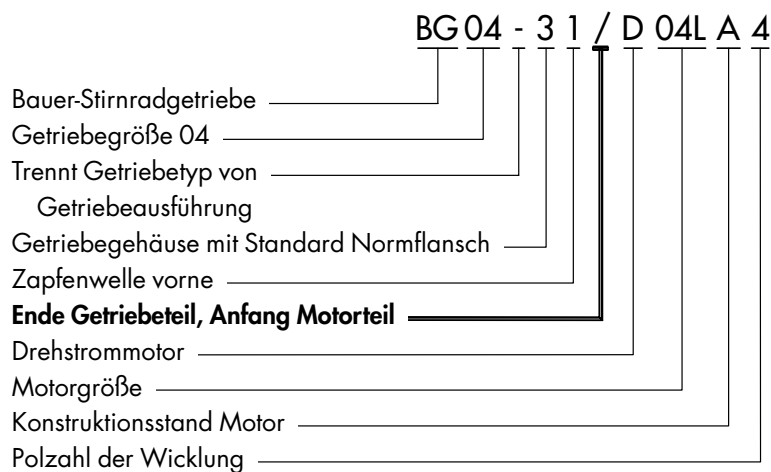 BG 04 - 3 1 / D 04L A 4
Bauer-Stirnradgetriebe
Getriebegröße 04
Trennt Getriebetyp von
Getriebeausführung
Getriebegehäuse mit Standard Normflansch
Zapfenwelle vorne
Ende Getriebeteil, Anfang Motorteil
Drehstrommotor
Motorgröße
Konstruktionsstand Motor
Polzahl der Wicklung